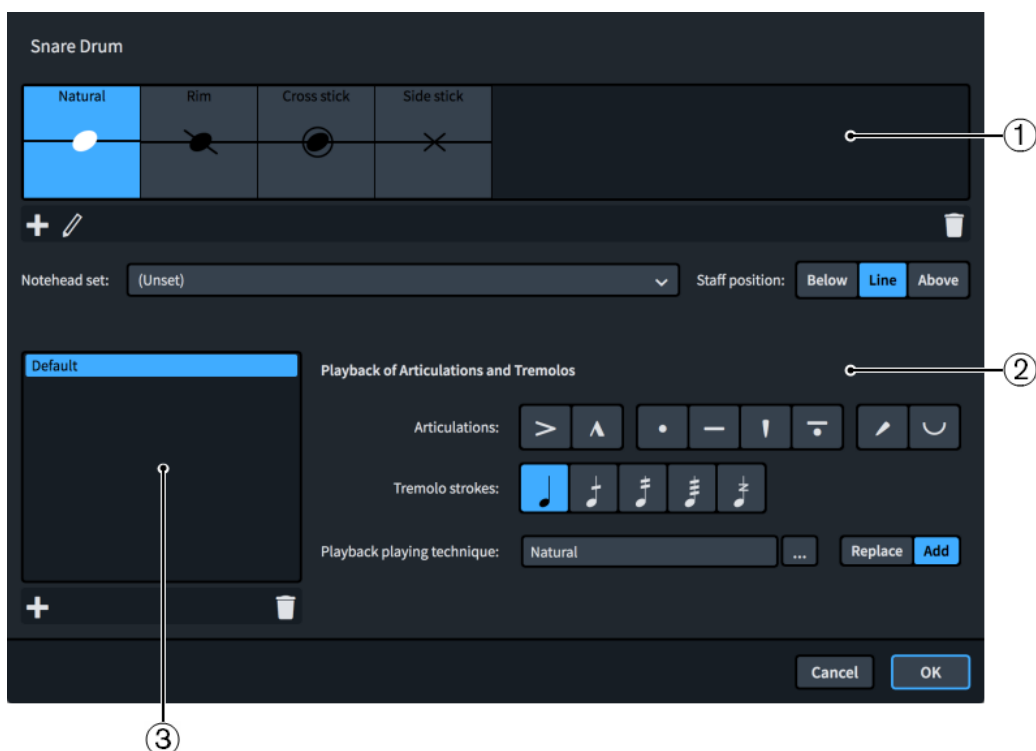 Snare Drum
Natural Rim Cross stick Side stick
1
Notehead set: (Unset) Staff position: Below Line Above
Default
Playback of Articulations and Tremolos
2
Articulations:
Tremolo strokes:
Playback playing technique: Natural ... Replace Add
Cancel OK
3